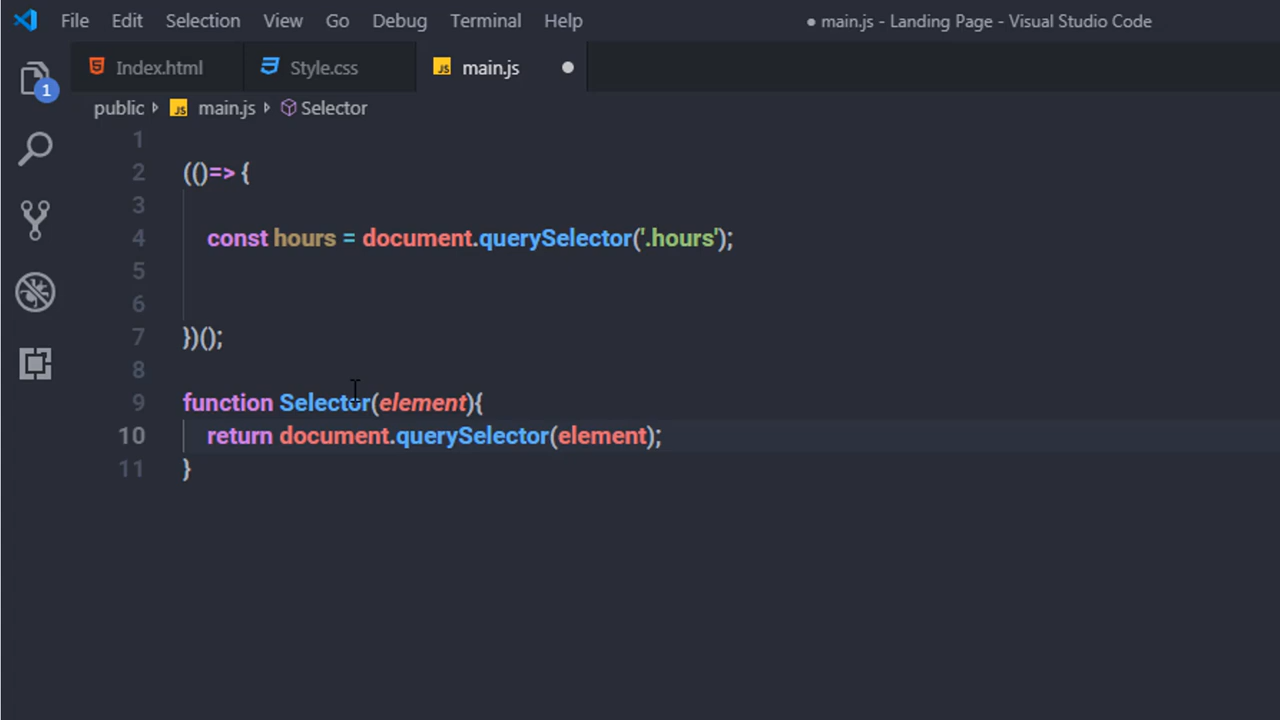 File Edit Selection View Go Debug Terminal Help ● main.js - Landing Page - Visual Studio Code
Index.html Style.css JS main.js ●
1
public JS main.js Selector
1
2 (()=> {
3
4 const hours = document.querySelector('.hours');
5
6
7 })();
8
9 function Selector(element){
10 return document.querySelector(element);
11 }